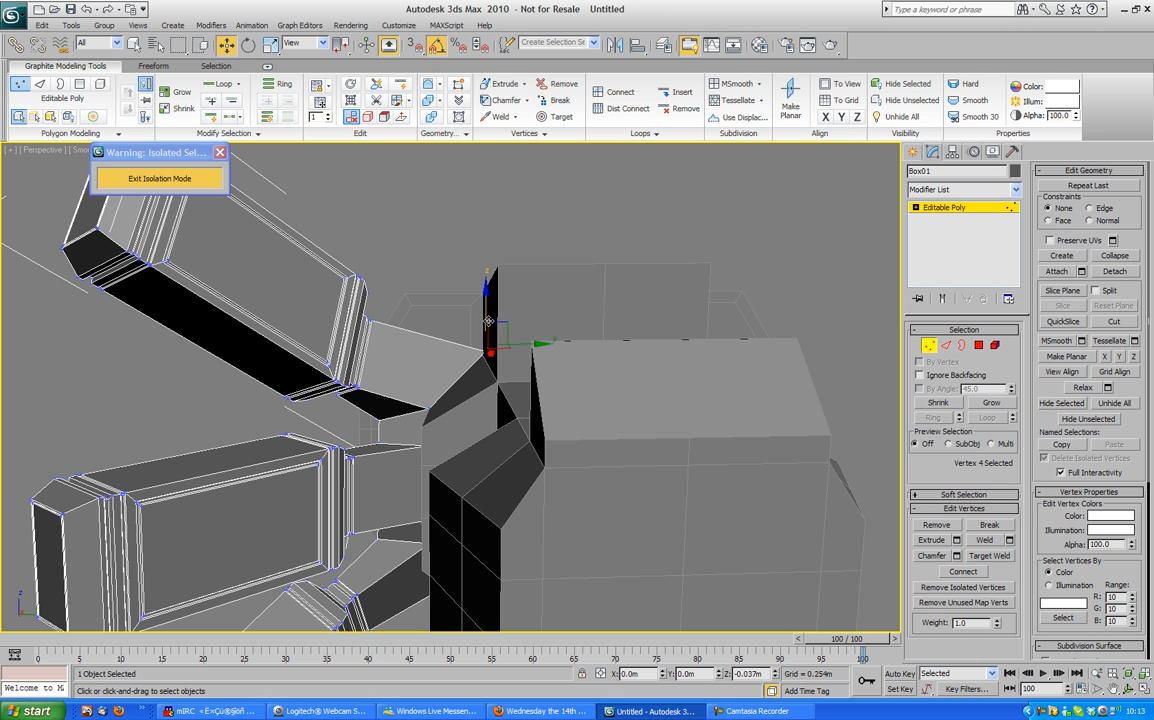 Autodesk 3ds Max 2010 - Not for Resale Untitled
Type a keyword or phrase
Edit Tools Group Views Create Modifiers Animation Graph Editors Rendering Customize MAXScript Help
All View Create Selection Se
Graphite Modeling Tools Freeform Selection
Editable Poly
Grow
Shrink
Loop
Ring
1
Extrude Remove
Chamfer Break
Weld Target
Connect Insert
Dist Connect Remove
MSmooth
Tessellate
Use Displac...
Make
Planar
To View
To Grid
X Y Z
Hide Selected
Hide Unselected
Unhide All
Hard
Smooth
Smooth 30
Color:
Illum:
Alpha: 100.0
Polygon Modeling Modify Selection Edit Geometry... Vertices Loops Subdivision Align Visibility Properties
[ + ] [ Perspective ] [ Smoo
Warning: Isolated Sel...
Exit Isolation Mode
z
Box01
Modifier List
Editable Poly
Selection
By Vertex
Ignore Backfacing
By Angle: 45.0
Shrink Grow
Ring Loop
Preview Selection
Off SubObj Multi
Vertex 4 Selected
Soft Selection
Edit Vertices
Remove Break
Extrude Weld
Chamfer Target Weld
Connect
Remove Isolated Vertices
Remove Unused Map Verts
Weight: 1.0
Edit Geometry
Repeat Last
Constraints
None Edge
Face Normal
Preserve UVs
Create Collapse
Attach Detach
Slice Plane Split
Slice Reset Plane
QuickSlice Cut
MSmooth Tessellate
Make Planar X Y Z
View Align Grid Align
Relax
Hide Selected Unhide All
Hide Unselected
Named Selections:
Copy Paste
Delete Isolated Vertices
Full Interactivity
Vertex Properties
Edit Vertex Colors
Color:
Illumination:
Alpha: 100.0
Select Vertices By
Color Range:
Illumination R: 10
G: 10
B: 10
Select
Subdivision Surface
100 / 100
0 5 10 15 20 25 30 35 40 45 50 55 60 65 70 75 80 85 90 95 100
Welcome to M
1 Object Selected
Click or click-and-drag to select objects
X: 0.0m Y: 0.0m Z: -0.037m Grid = 0.254m
Add Time Tag
Auto Key Selected
Set Key Key Filters...
100
start
Logitech® Webcam S...
Windows Live Messen...
Wednesday the 14th ...
Untitled - Autodesk 3...
Camtasia Recorder
10:13